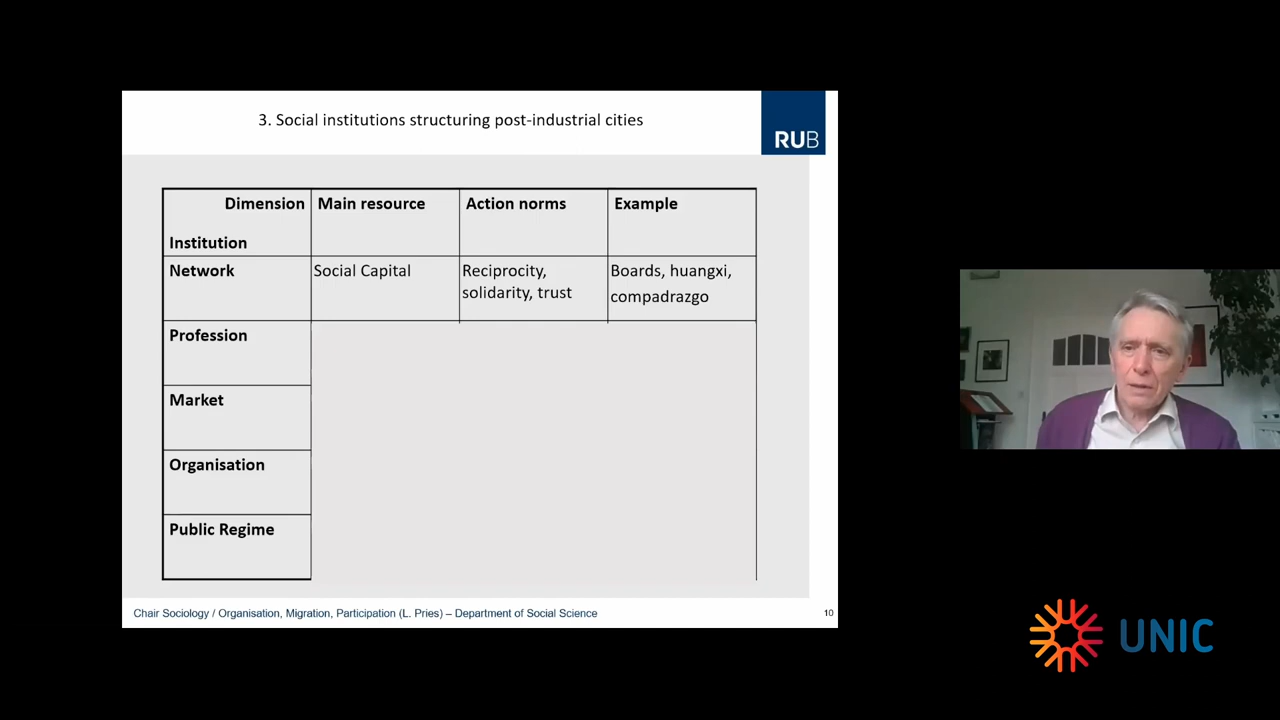 3. Social institutions structuring post-industrial cities
RUB
Dimension
Institution
Main resource
Action norms
Example
Network
Social Capital
Reciprocity,
solidarity, trust
Boards, huangxi,
compadrazgo
Profession
Market
Organisation
Public Regime
Chair Sociology / Organisation, Migration, Participation (L. Pries) – Department of Social Science
10
UNIC